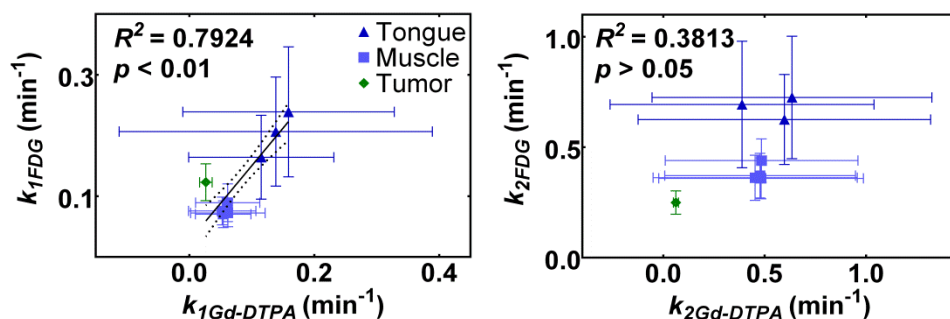 R² = 0.7924
p < 0.01
Tongue
Muscle
Tumor
0.3
0.1
k1FDG (min⁻¹)
0.0
0.2
0.4
k1Gd-DTPA (min⁻¹)
R² = 0.3813
p > 0.05
1.0
0.5
0.0
k2FDG (min⁻¹)
0.0
0.5
1.0
k2Gd-DTPA (min⁻¹)